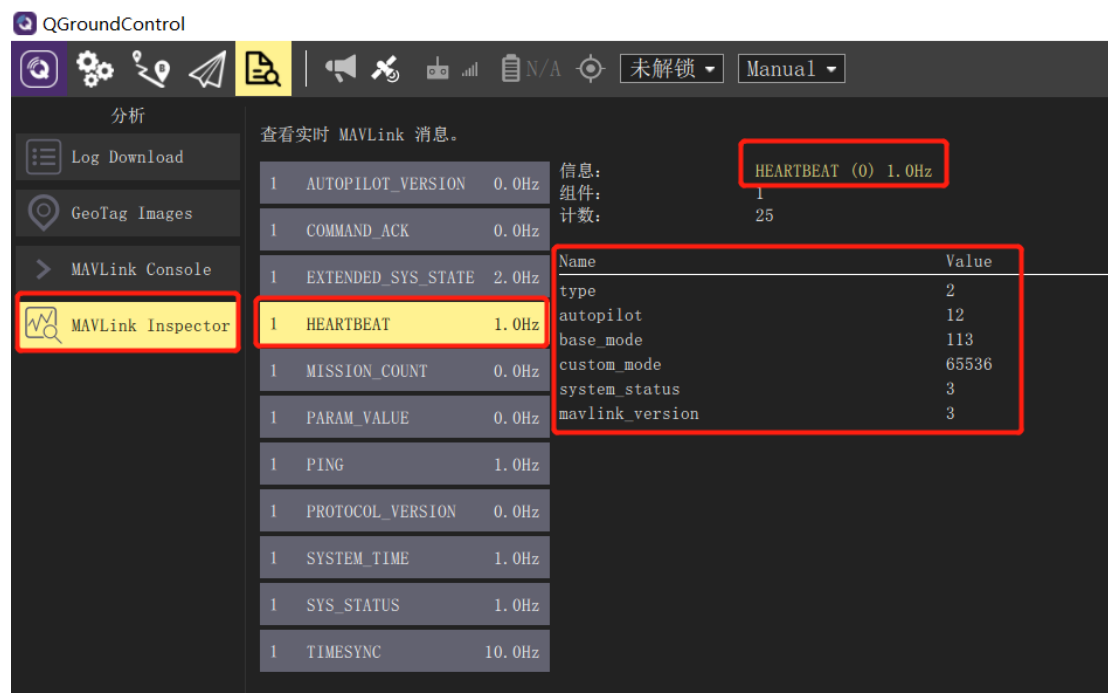 QGroundControl
N/A 未解锁 Manual
分析
Log Download
GeoTag Images
MAVLink Console
MAVLink Inspector
查看实时 MAVLink 消息。
1 AUTOPILOT_VERSION 0.0Hz
1 COMMAND_ACK 0.0Hz
1 EXTENDED_SYS_STATE 2.0Hz
1 HEARTBEAT 1.0Hz
1 MISSION_COUNT 0.0Hz
1 PARAM_VALUE 0.0Hz
1 PING 1.0Hz
1 PROTOCOL_VERSION 0.0Hz
1 SYSTEM_TIME 1.0Hz
1 SYS_STATUS 1.0Hz
1 TIMESYNC 10.0Hz
信息: HEARTBEAT (0) 1.0Hz
组件: 1
计数: 25
Name Value
type 2
autopilot 12
base_mode 113
custom_mode 65536
system_status 3
mavlink_version 3